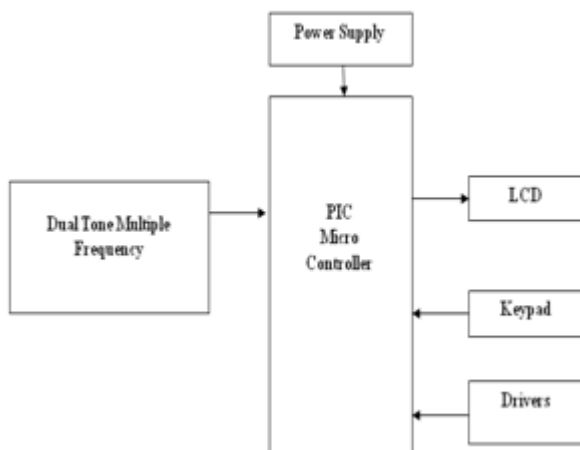 Power Supply
Dual Tone Multiple
Frequency
PIC
Micro
Controller
LCD
Keypad
Drivers